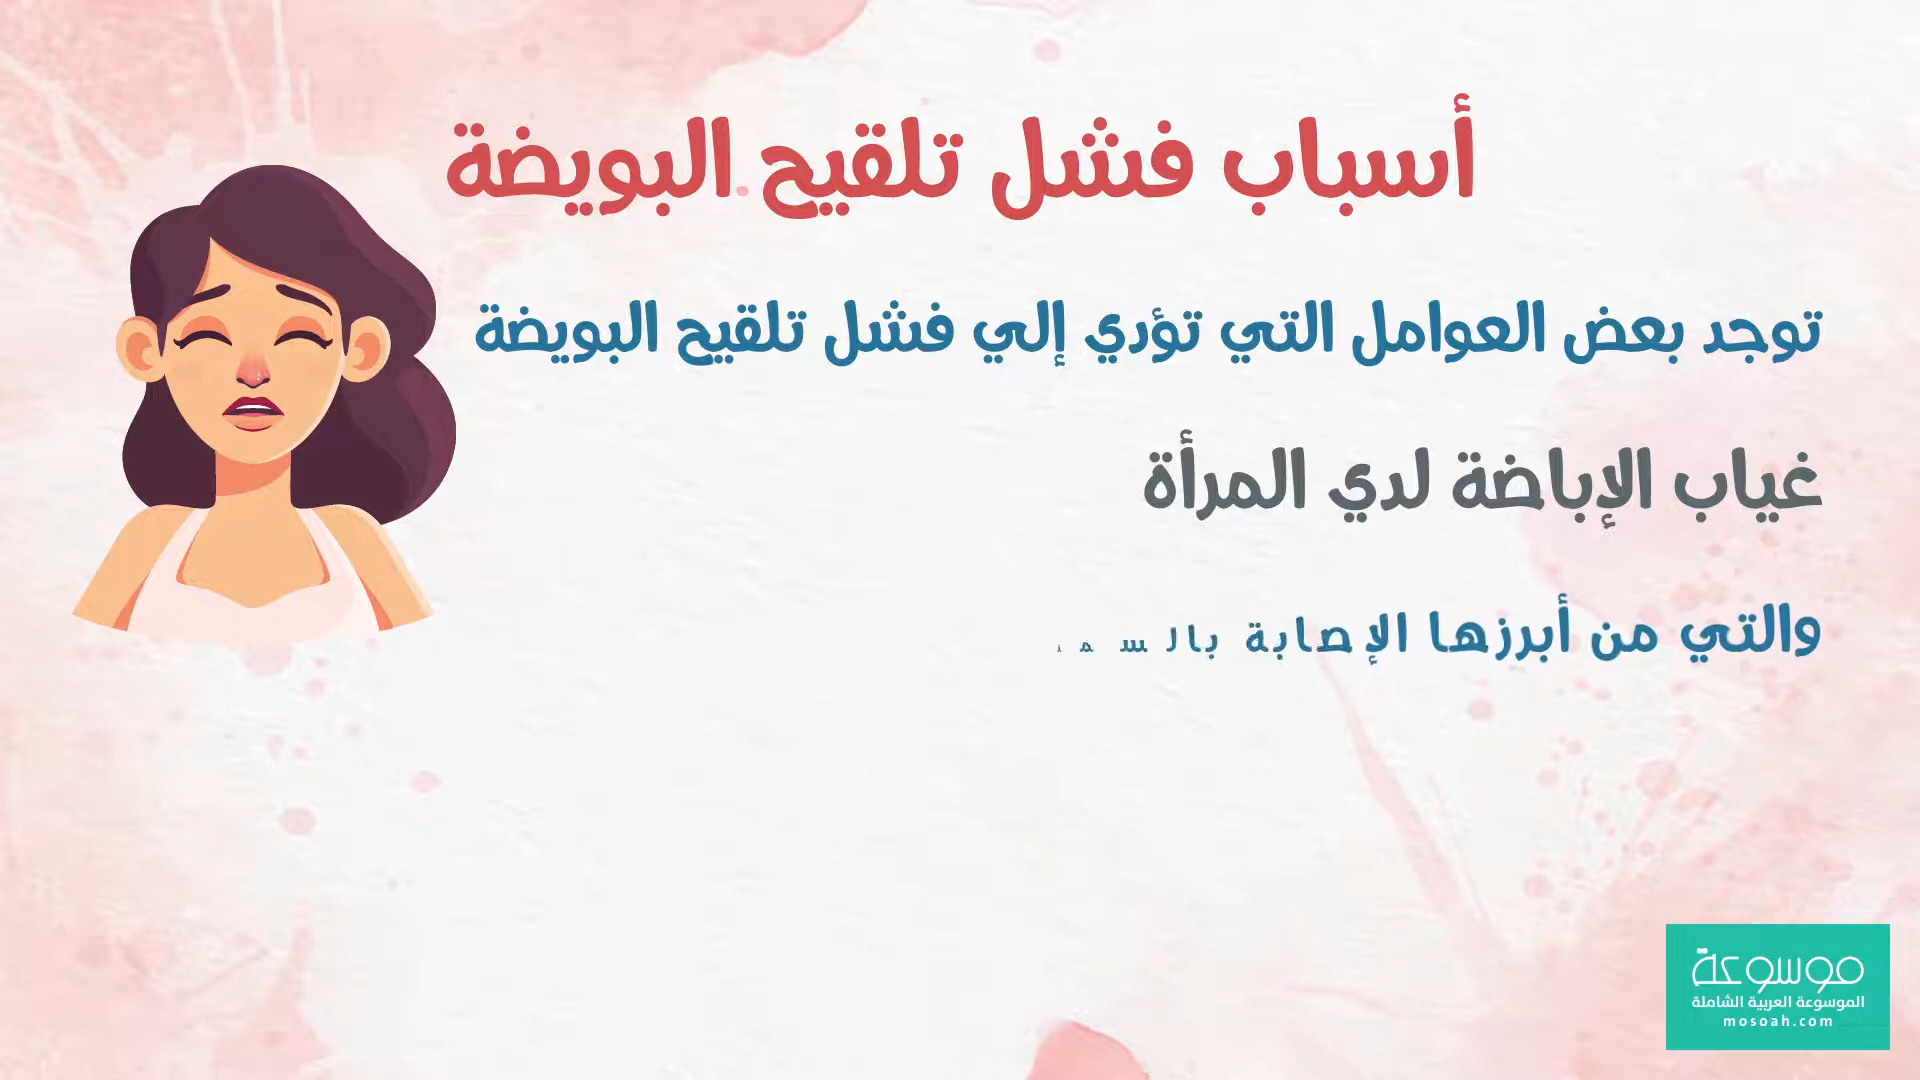 أسباب فشل تلقيح البويضة
توجد بعض العوامل التي تؤدي إلي فشل تلقيح البويضة
غياب الإباضة لدي المرأة
والتي من أبرزها الإصابة
موسوعة
الموسوعة العربية الشاملة
mosoah.com